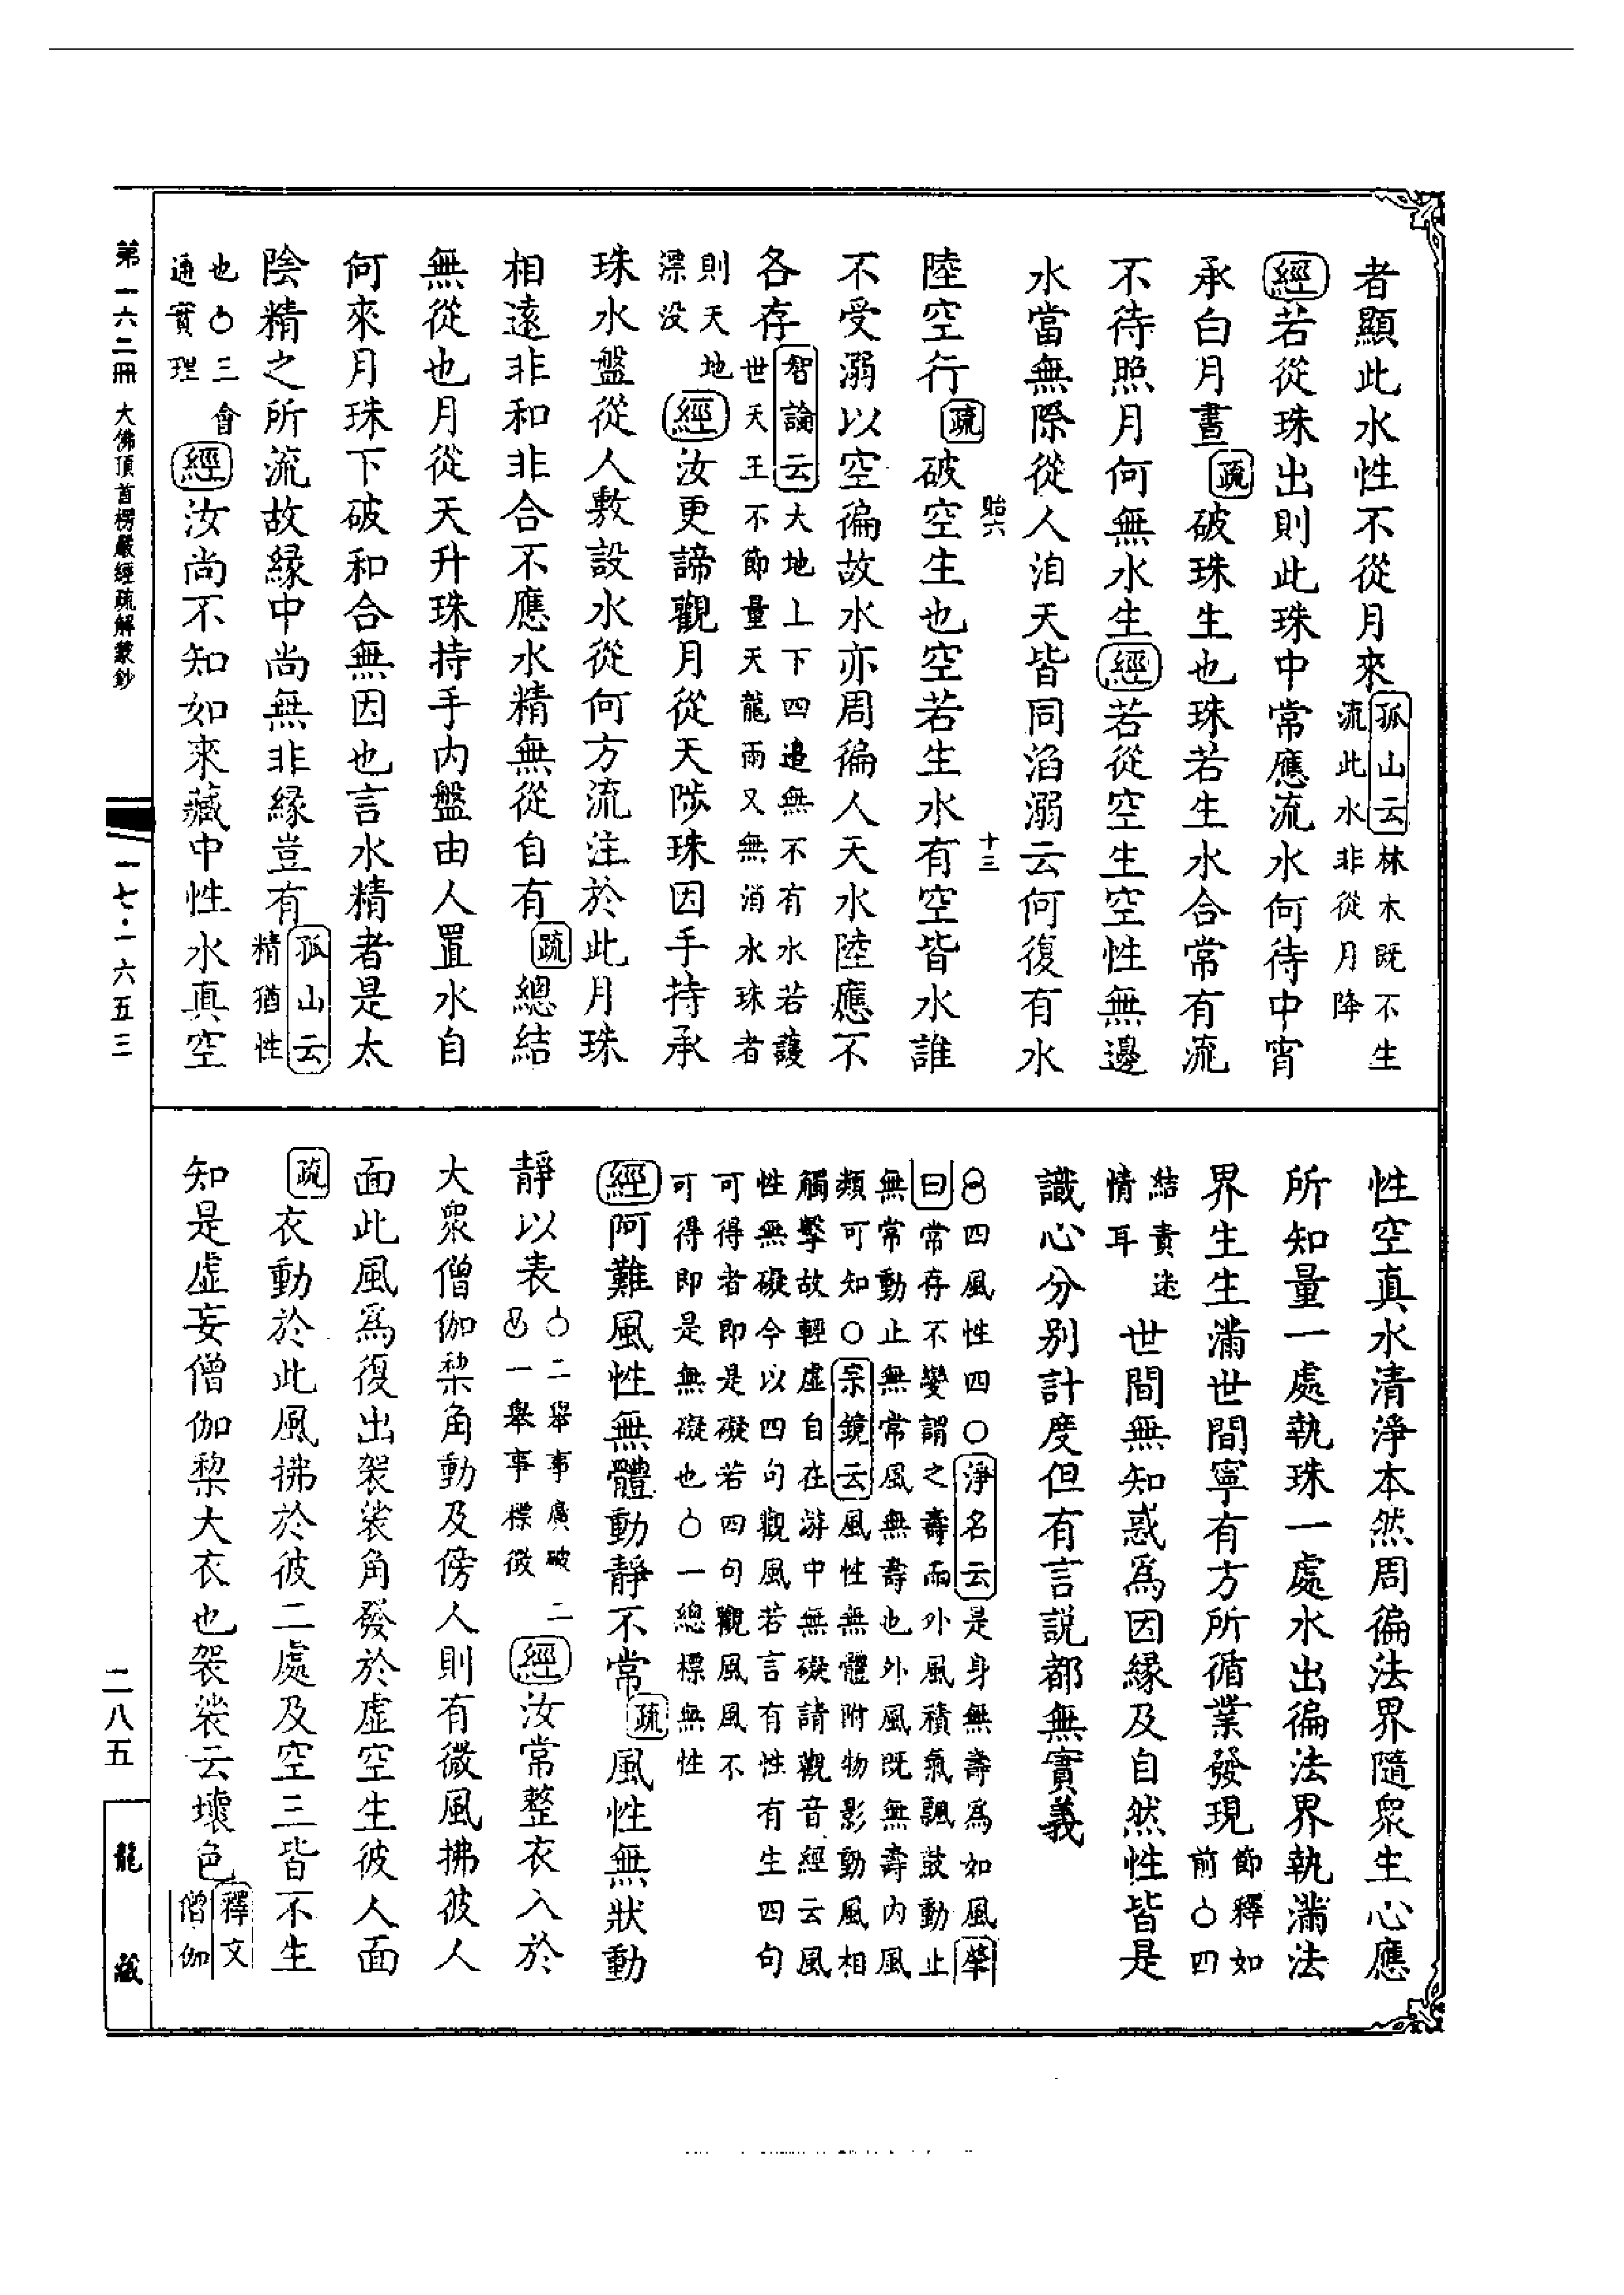 者顯此水性不從月來孤山云林木既不生流此水非從月降
經若從珠出則此珠中常應流水何待中宵
承白月晝疏破珠生也珠若生水合常有流
不待照月何無水生經若從空生空性無邊
水當無際從人洎天皆同滔溺云何復有水
貽六 十三
陸空行疏破空生也空若生水有空皆水誰
不受溺以空徧故水亦周徧人天水陸應不
各存智論云大地上下四邊無不有水若護世天王不節量天龍雨又無消水珠者
則天地漂没經汝更諦觀月從天陟珠因手持承
珠水盤從人敷設水從何方流注於此月珠
相遠非和非合不應水精無從自有疏總結
無從也月從天升珠持手内盤由人置水自
何來月珠下破和合無因也言水精者是太
陰精之所流故緣中尚無非緣豈有孤山云精猶性
也○三會通貫理經汝尚不知如來藏中性水真空
性空真水清淨本然周徧法界隨眾生心應
所知量一處執珠一處水出徧法界執滿法
界生生滿世間寧有方所循業發現節釋如前○四
結責迷情耳世間無知惑爲因緣及自然性皆是
識心分別計度但有言説都無實義
四風性四○淨名云是身無壽爲如風肇
曰常存不變謂之壽而外風積氣飄鼓動止
無常動止無常風無壽也外風既無壽内風
類可知○宗鏡云風性無體附物影動風相
觸擊故輕虛自在游中無礙請觀音經云風
性無礙今以四句觀風若言有性有生四句
可得者即是礙若四句觀風風不
可得即是無礙也○一總標無性
經阿難風性無體動靜不常疏風性無狀動
靜以表○二舉事廣破二一舉事標徵經汝常整衣入於
大眾僧伽棃角動及傍人則有微風拂彼人
面此風爲復出袈裟角發於虛空生彼人面
疏衣動於此風拂於彼二處及空三皆不生
知是虛妄僧伽棃大衣也袈裟云壞色釋文僧伽
第一六二冊 大佛頂首楞嚴經疏解蒙鈔
一七·一六五三
二八五
龍藏